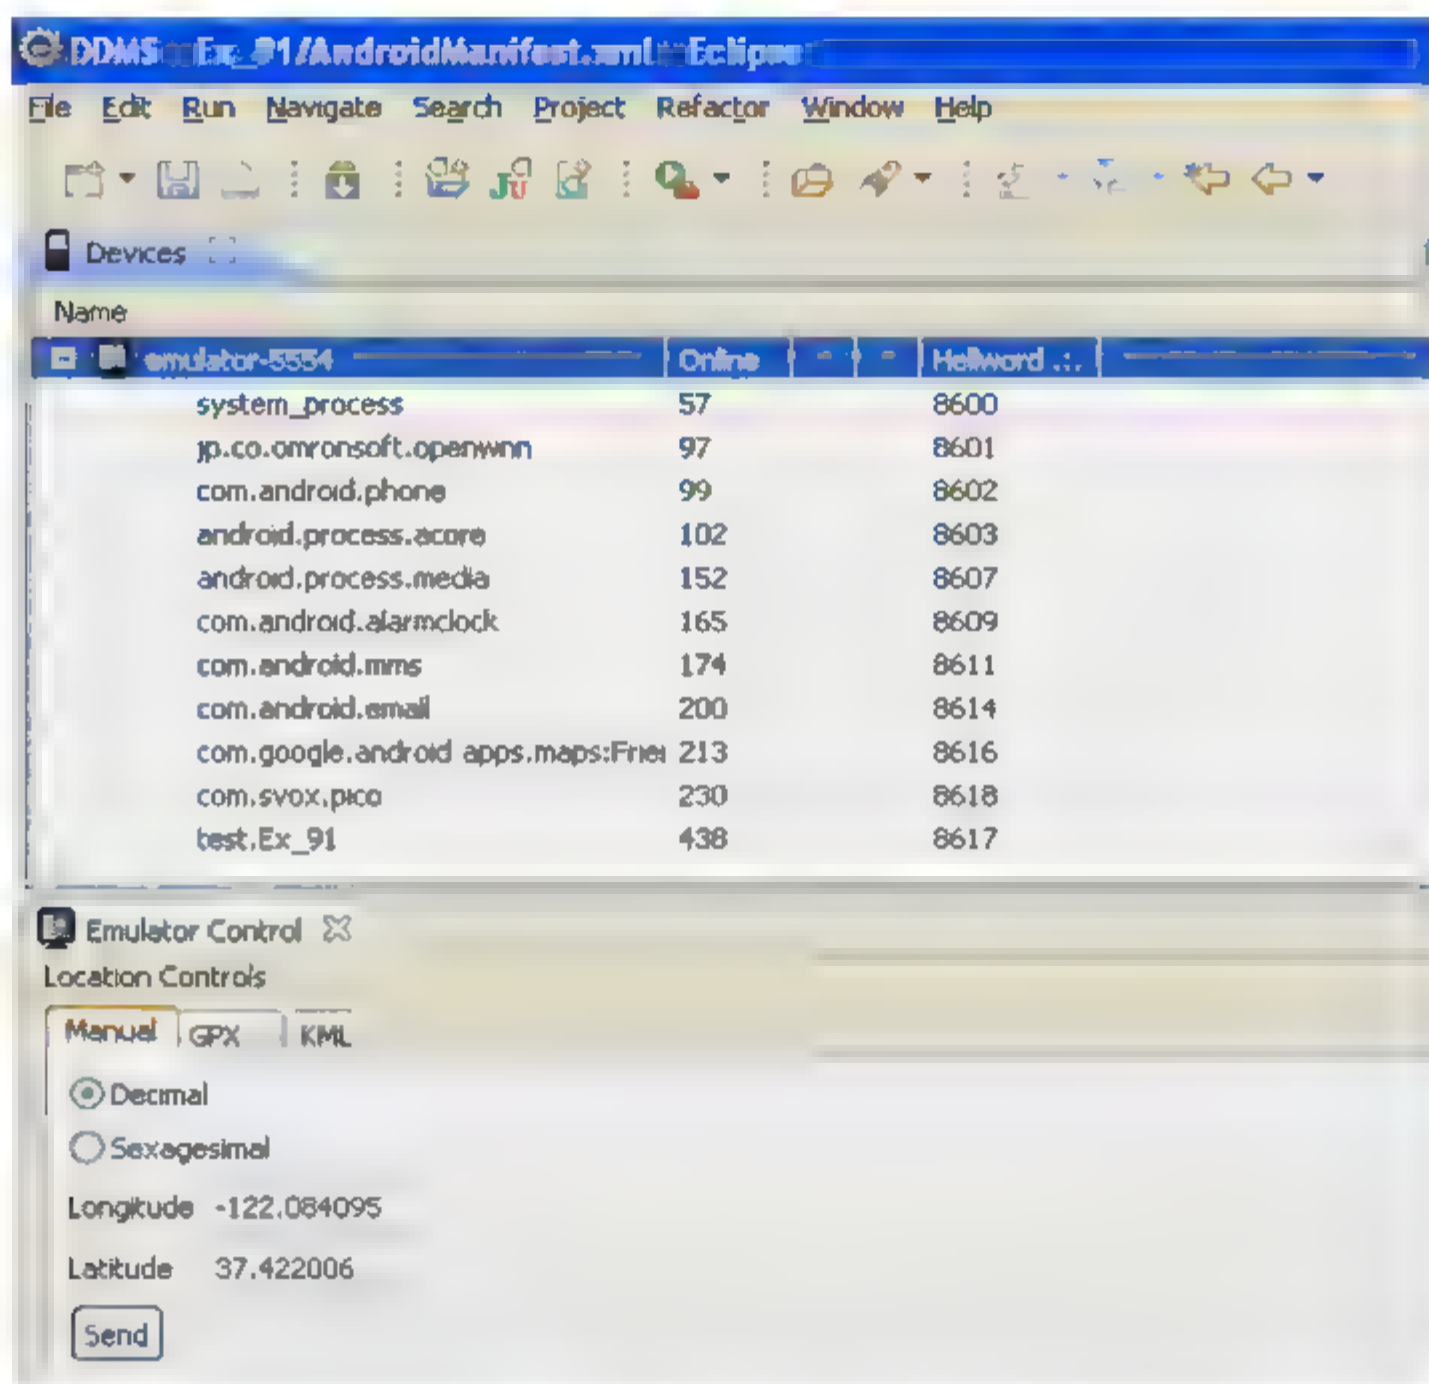 DDMS - Ex_91/AndroidManifest.xml - Eclipse
File Edit Run Navigate Search Project Refactor Window Help
Devices
Name
emulator-5554 Online Hellword .:.
system_process 57 8600
jp.co.omronsoft.openwnn 97 8601
com.android.phone 99 8602
android.process.acore 102 8603
android.process.media 152 8607
com.android.alarmclock 165 8609
com.android.mms 174 8611
com.android.email 200 8614
com.google.android.apps.maps:Frier 213 8616
com.svox.pico 230 8618
test.Ex_91 438 8617
Emulator Control
Location Controls
Manual GPX KML
Decimal
Sexagesimal
Longitude -122.084095
Latitude 37.422006
Send